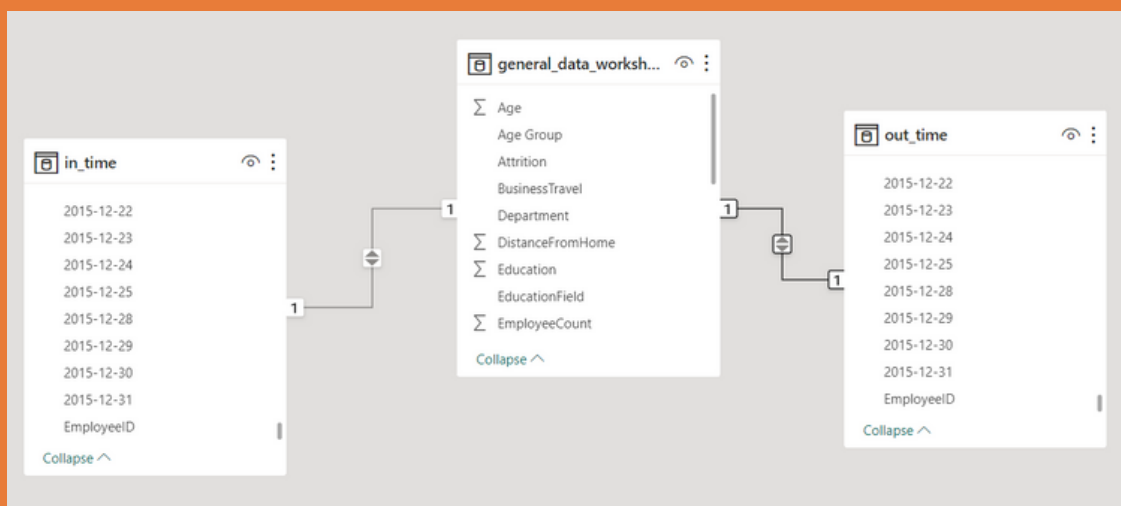 in_time
2015-12-22
2015-12-23
2015-12-24
2015-12-25
2015-12-28
2015-12-29
2015-12-30
2015-12-31
EmployeeID
Collapse
1
1
general_data_worksh...
Σ Age
Age Group
Attrition
BusinessTravel
Department
Σ DistanceFromHome
Σ Education
EducationField
Σ EmployeeCount
Collapse
1
1
out_time
2015-12-22
2015-12-23
2015-12-24
2015-12-25
2015-12-28
2015-12-29
2015-12-30
2015-12-31
EmployeeID
Collapse